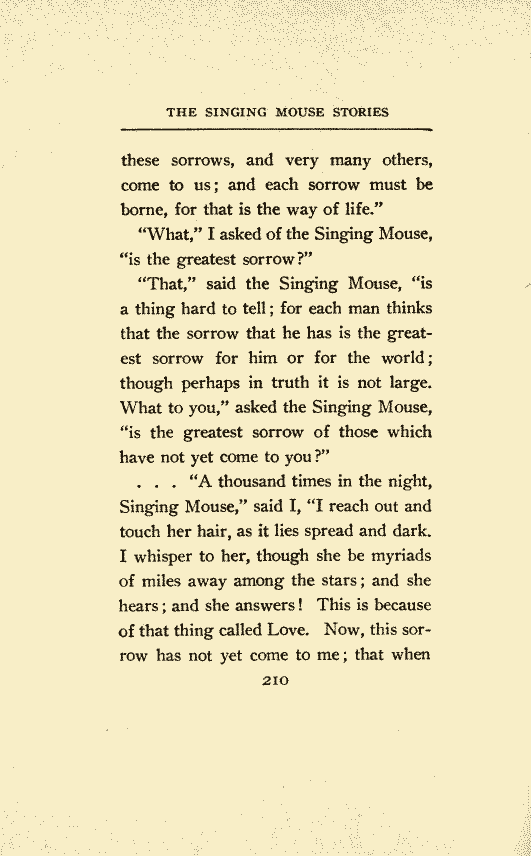 THE SINGING MOUSE STORIES
these sorrows, and very many others,
come to us; and each sorrow must be
borne, for that is the way of life.”
“What,” I asked of the Singing Mouse,
“is the greatest sorrow?”
“That,” said the Singing Mouse, “is
a thing hard to tell; for each man thinks
that the sorrow that he has is the great-
est sorrow for him or for the world;
though perhaps in truth it is not large.
What to you,” asked the Singing Mouse,
“is the greatest sorrow of those which
have not yet come to you?”
. . . “A thousand times in the night,
Singing Mouse,” said I, “I reach out and
touch her hair, as it lies spread and dark.
I whisper to her, though she be myriads
of miles away among the stars; and she
hears; and she answers! This is because
of that thing called Love. Now, this sor-
row has not yet come to me; that when
210